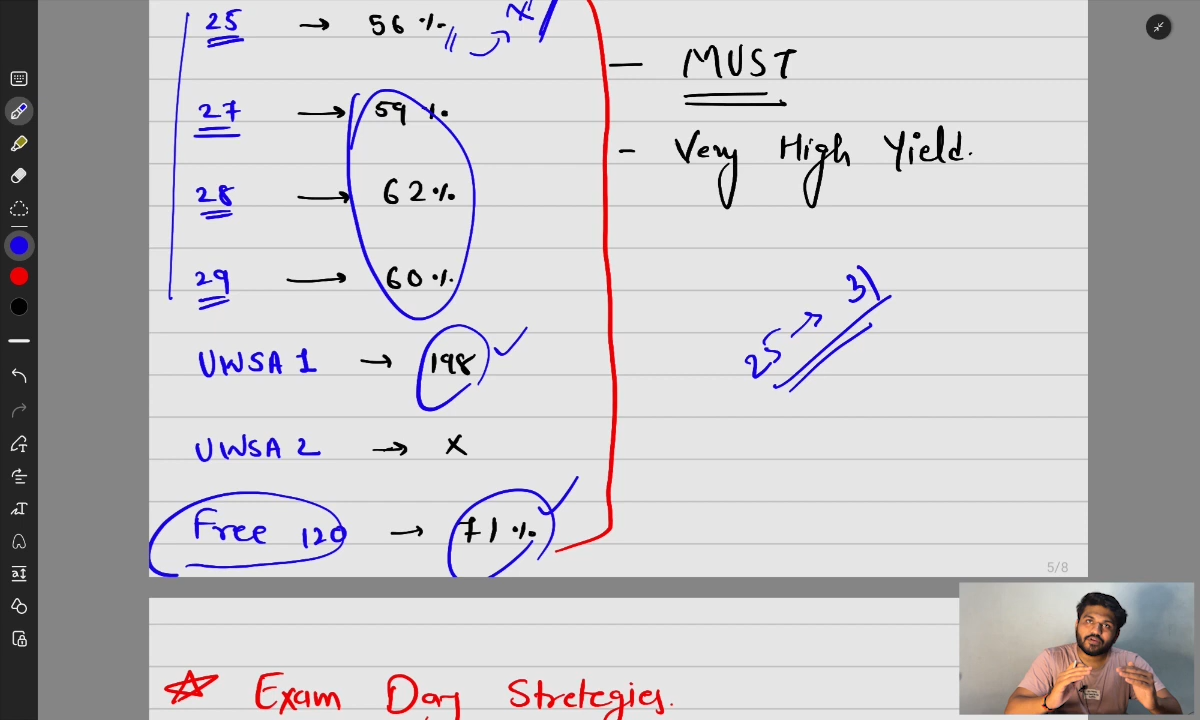 25 → 56 %
27 → 59 %
28 → 62 %
29 → 60 %
UWSA 1 → 198
UWSA 2 → X
Free 120 → 71 %
— MUST
- Very High Yield.
25 → 31
5/8
Exam Day Stretegies.